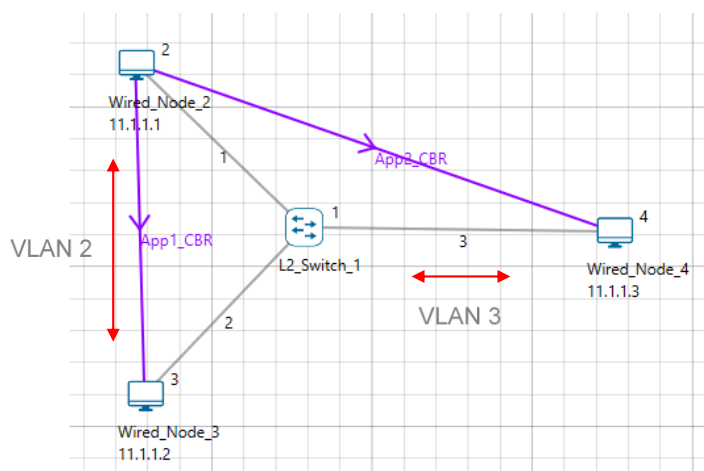 2
Wired_Node_2
11.1.1.1
1
App2_CBR
VLAN 2
App1_CBR
1
L2_Switch_1
3
4
Wired_Node_4
11.1.1.3
VLAN 3
2
3
Wired_Node_3
11.1.1.2